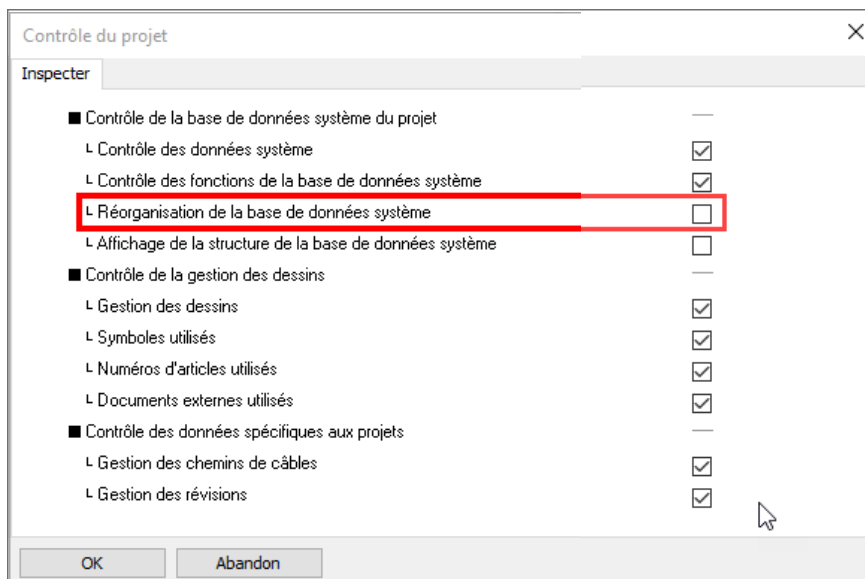 Contrôle du projet
Inspecter
Contrôle de la base de données système du projet
Contrôle des données système
Contrôle des fonctions de la base de données système
Réorganisation de la base de données système
Affichage de la structure de la base de données système
Contrôle de la gestion des dessins
Gestion des dessins
Symboles utilisés
Numéros d'articles utilisés
Documents externes utilisés
Contrôle des données spécifiques aux projets
Gestion des chemins de câbles
Gestion des révisions
OK Abandon